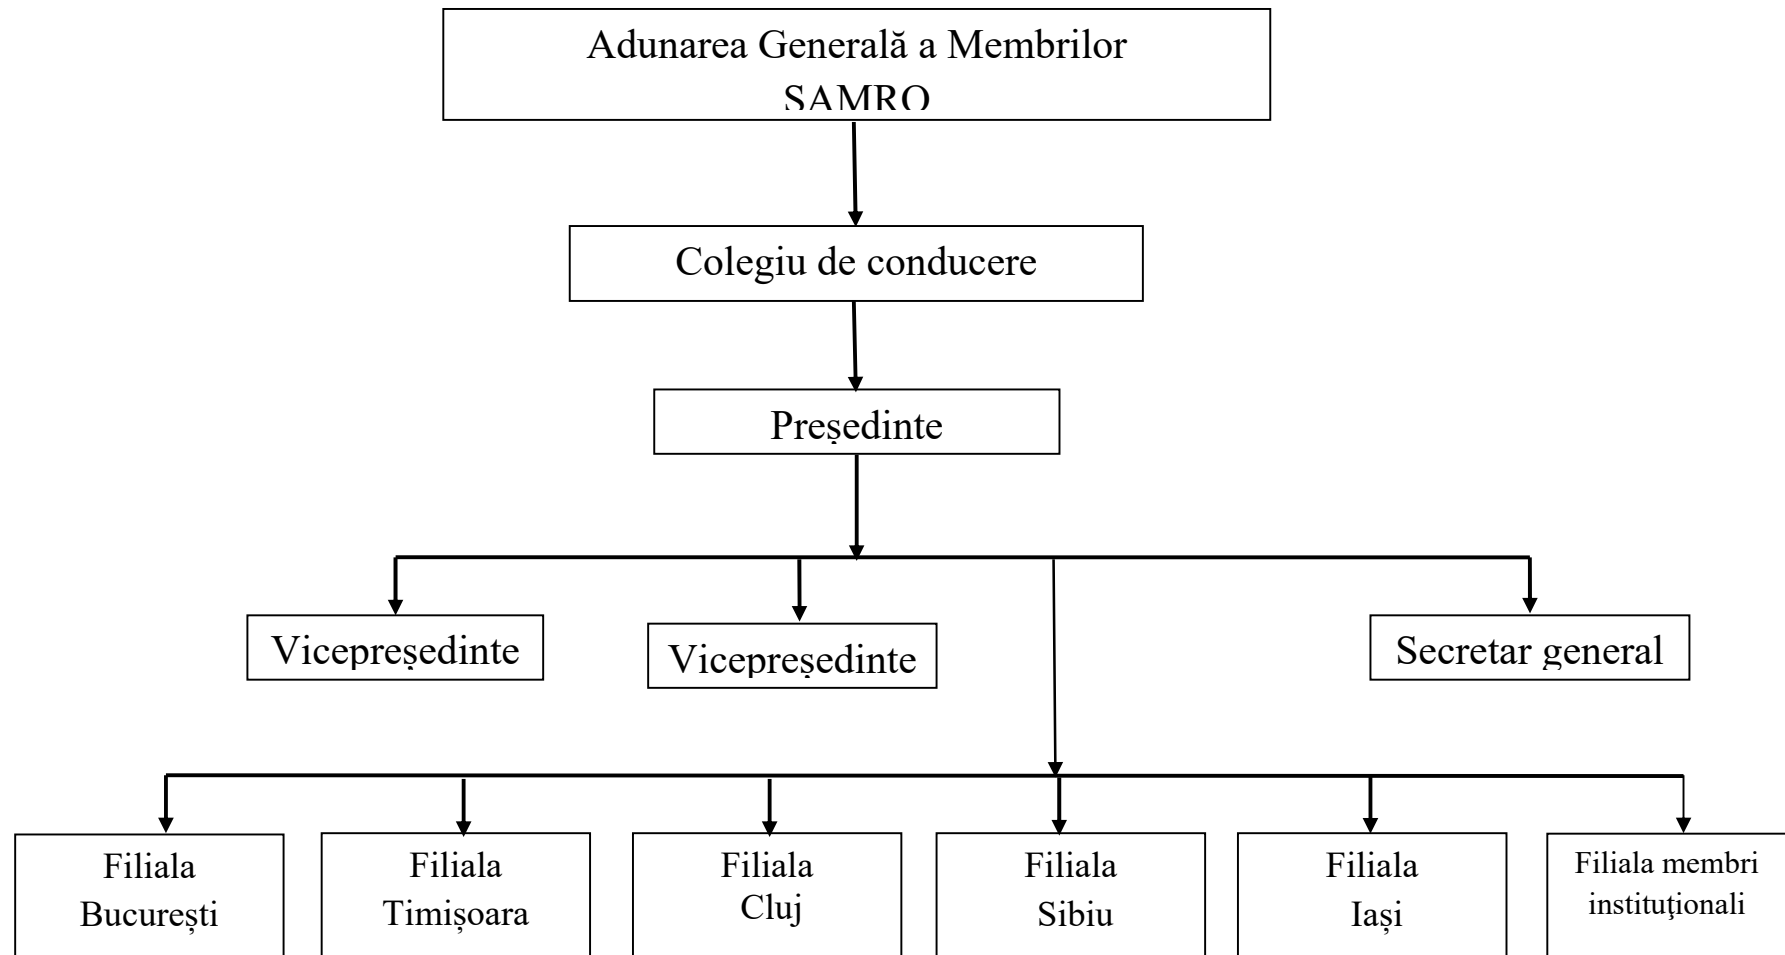 Adunarea Generală a Membrilor
SAMRO
Colegiu de conducere
Președinte
Vicepreședinte
Vicepreședinte
Secretar general
Filiala
București
Filiala
Timișoara
Filiala
Cluj
Filiala
Sibiu
Filiala
Iași
Filiala membri
instituţionali